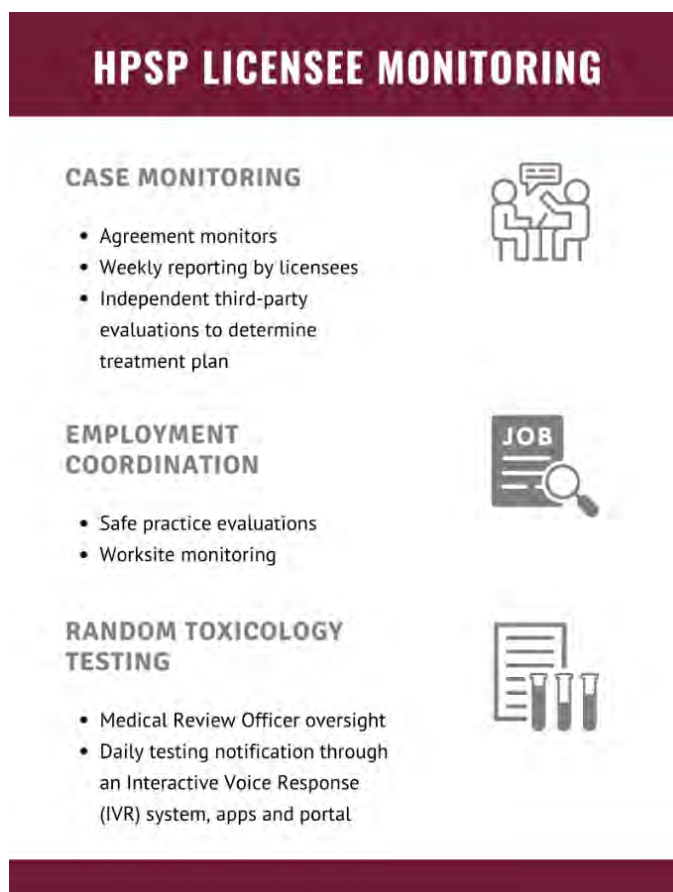 HPSP LICENSEE MONITORING
CASE MONITORING
• Agreement monitors
• Weekly reporting by licensees
• Independent third-party
evaluations to determine
treatment plan
EMPLOYMENT
COORDINATION
JOB
• Safe practice evaluations
• Worksite monitoring
RANDOM TOXICOLOGY
TESTING
• Medical Review Officer oversight
• Daily testing notification through
an Interactive Voice Response
(IVR) system, apps and portal